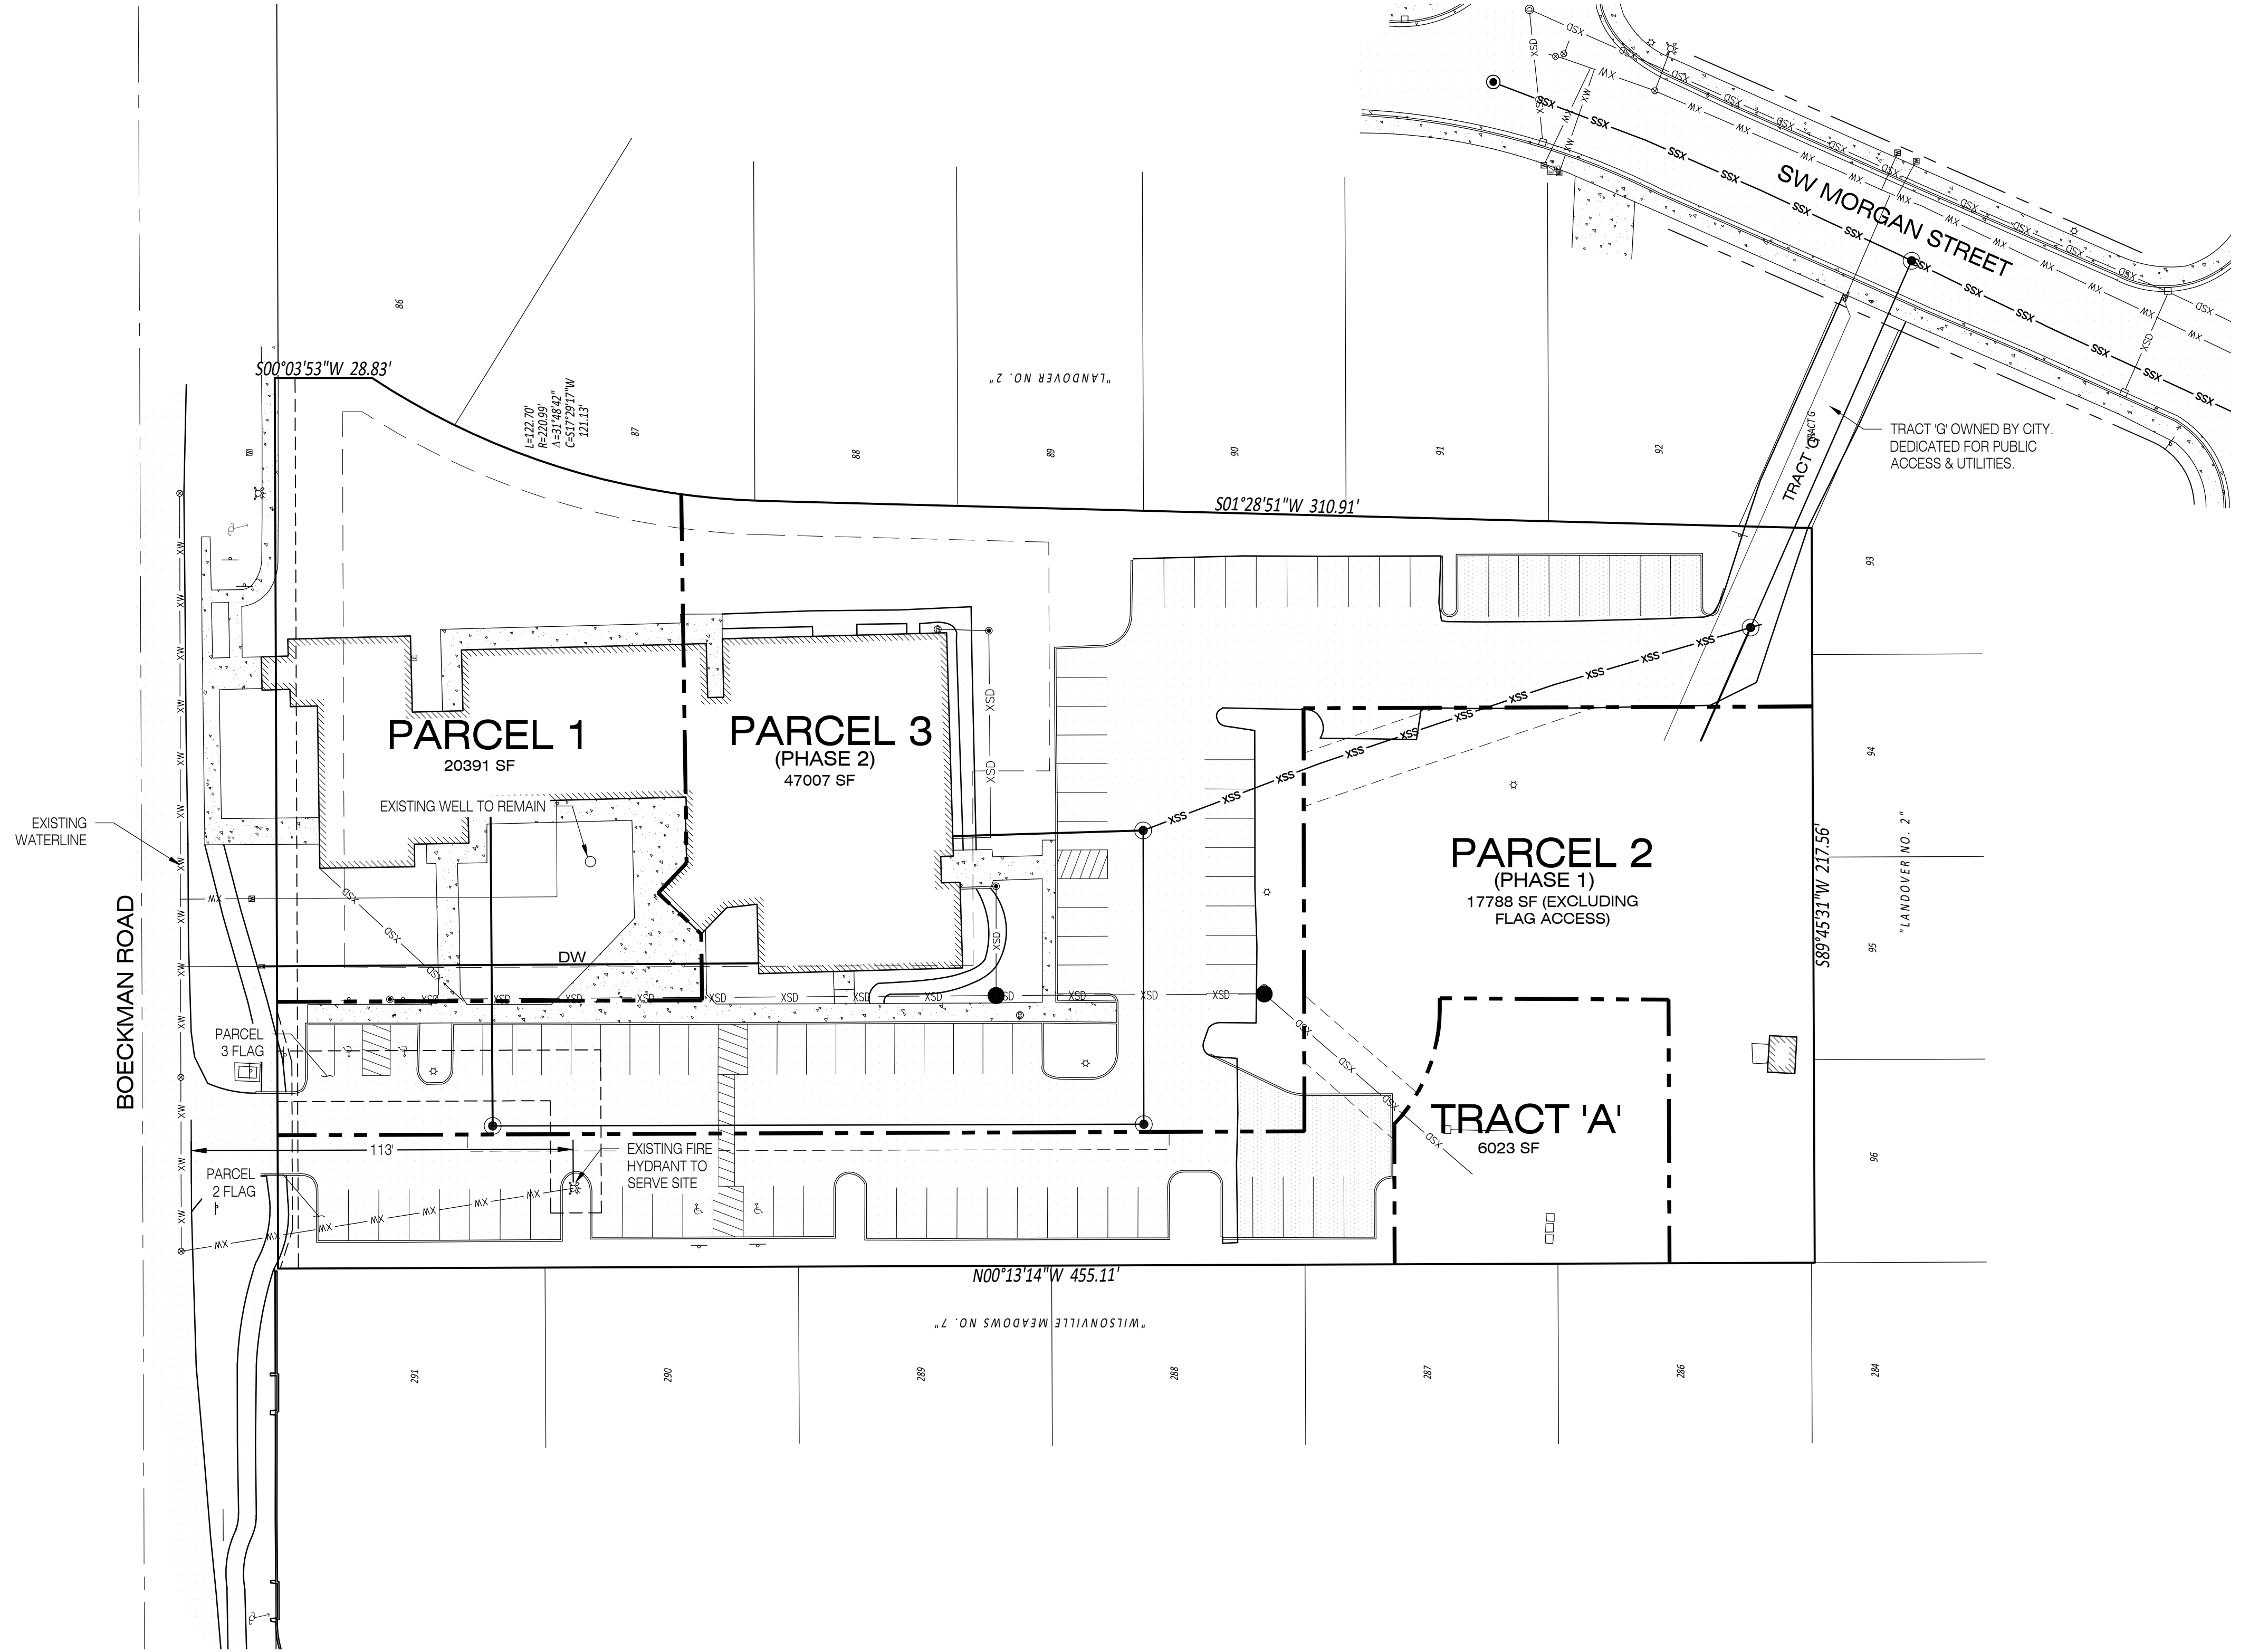 SW MORGAN STREET
TRACT 'G' OWNED BY CITY.
DEDICATED FOR PUBLIC
ACCESS & UTILITIES.
TRACT 'G'
TRACT G
S00°03'53"W 28.83'
L=122.70'
R=220.99'
Δ=31°48'42"
C=S17°29'17"W
121.13'
"LANDOVER NO. 2"
86
87
88
89
90
91
92
S01°28'51"W 310.91'
93
94
95
96
"LANDOVER NO. 2"
S89°45'31"W 217.56'
PARCEL 1
20391 SF
PARCEL 3
(PHASE 2)
47007 SF
EXISTING WELL TO REMAIN
EXISTING
WATERLINE
BOECKMAN ROAD
PARCEL 2
(PHASE 1)
17788 SF (EXCLUDING
FLAG ACCESS)
DW
PARCEL
3 FLAG
TRACT 'A'
6023 SF
113'
EXISTING FIRE
HYDRANT TO
SERVE SITE
PARCEL
2 FLAG
N00°13'14"W 455.11'
"WILSONVILLE MEADOWS NO. 7"
291
290
289
288
287
286
284
XW
XSD
XSS